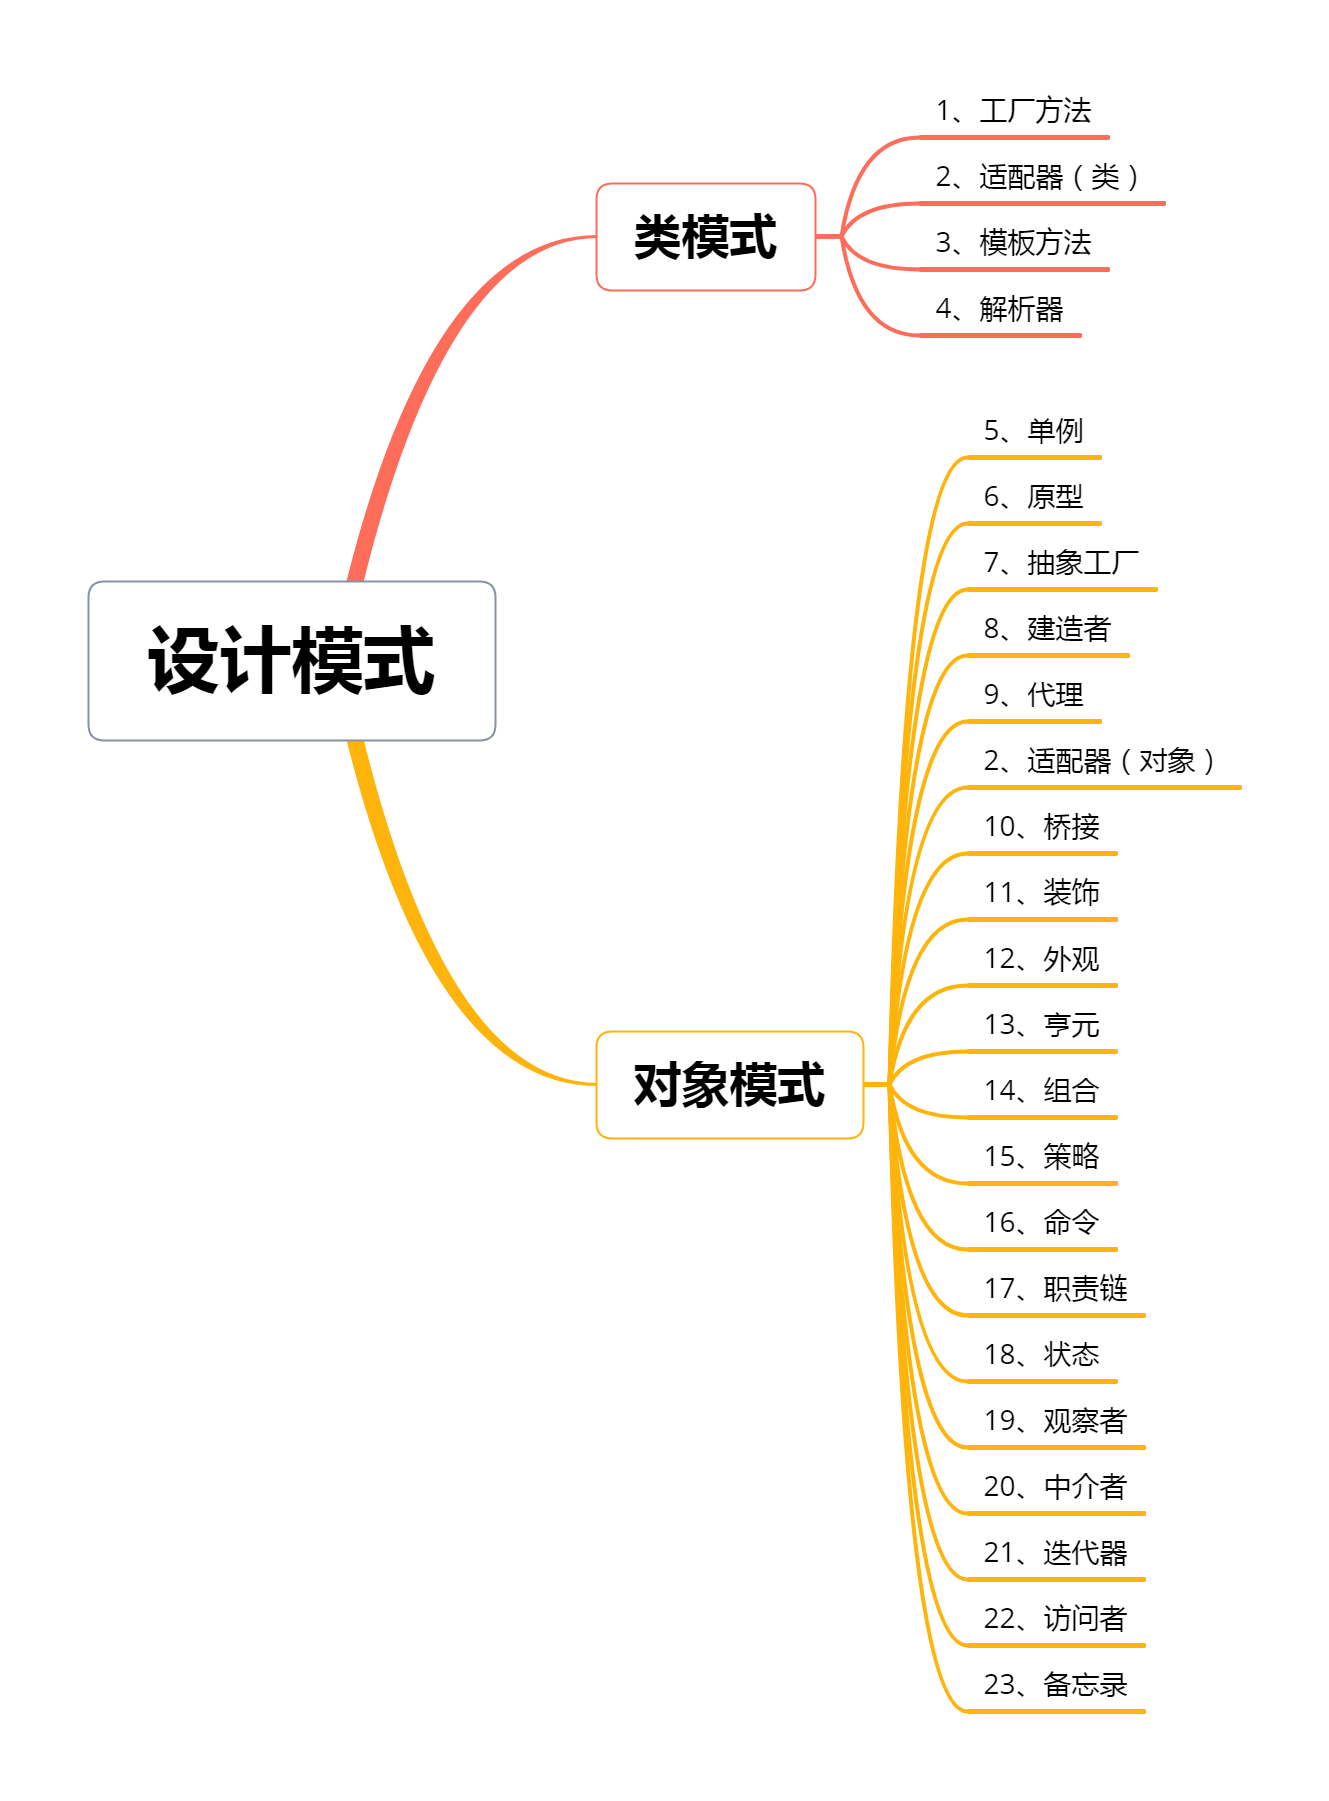 设计模式
类模式
1、工厂方法
2、适配器（类）
3、模板方法
4、解析器
对象模式
5、单例
6、原型
7、抽象工厂
8、建造者
9、代理
2、适配器（对象）
10、桥接
11、装饰
12、外观
13、亨元
14、组合
15、策略
16、命令
17、职责链
18、状态
19、观察者
20、中介者
21、迭代器
22、访问者
23、备忘录